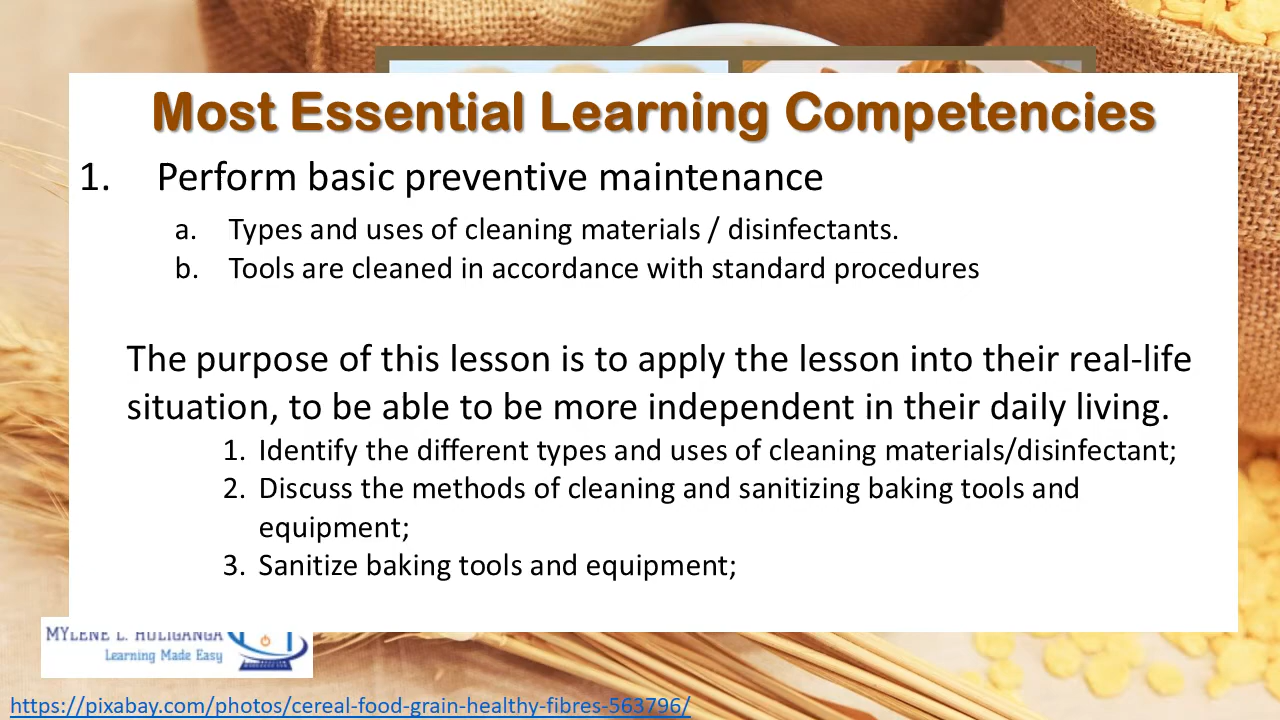 Most Essential Learning Competencies
1. Perform basic preventive maintenance
a. Types and uses of cleaning materials / disinfectants.
b. Tools are cleaned in accordance with standard procedures
The purpose of this lesson is to apply the lesson into their real-life
situation, to be able to be more independent in their daily living.
1. Identify the different types and uses of cleaning materials/disinfectant;
2. Discuss the methods of cleaning and sanitizing baking tools and
equipment;
3. Sanitize baking tools and equipment;
MYLENE L. HULIGANGA
Learning Made Easy
https://pixabay.com/photos/cereal-food-grain-healthy-fibres-563796/